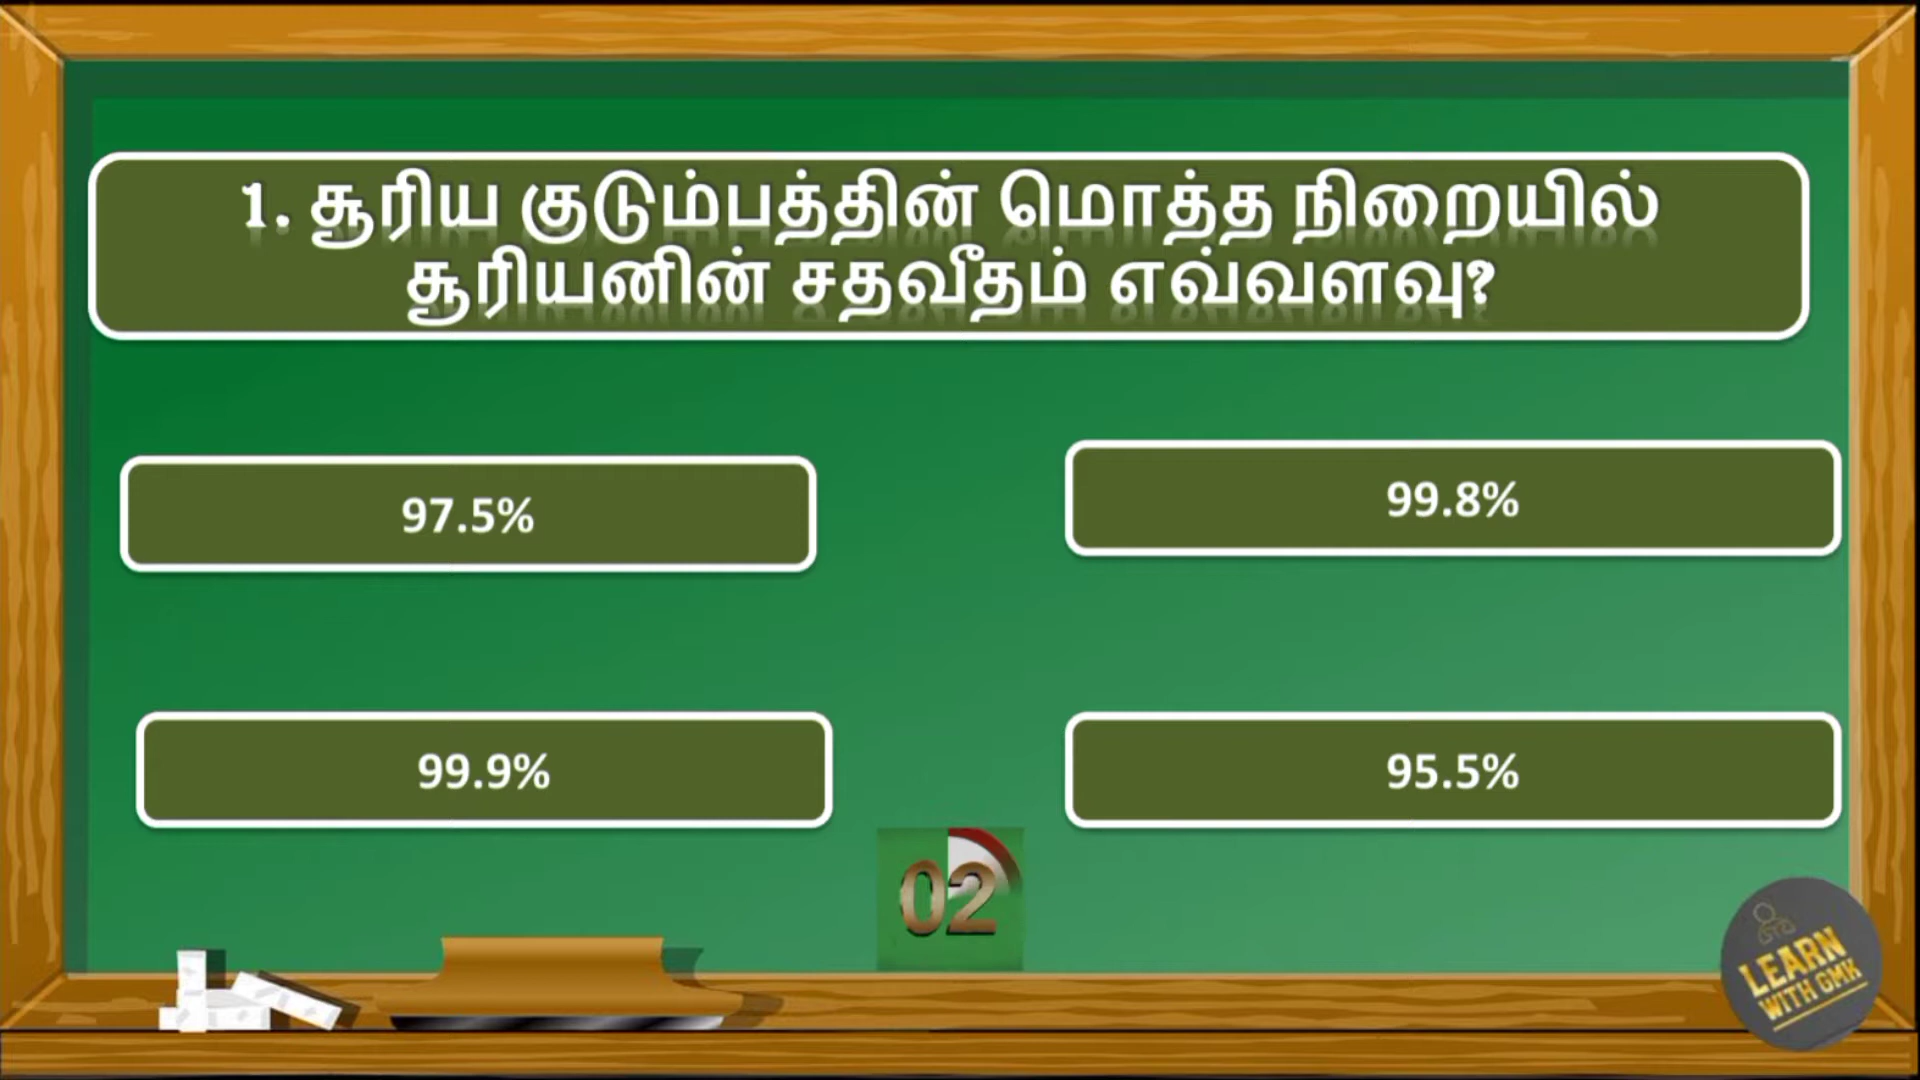 1. சூரிய குடும்பத்தின் மொத்த நிறையில்
சூரியனின் சதவீதம் எவ்வளவு?
97.5%
99.8%
99.9%
95.5%
02
LEARN
WITH GMK